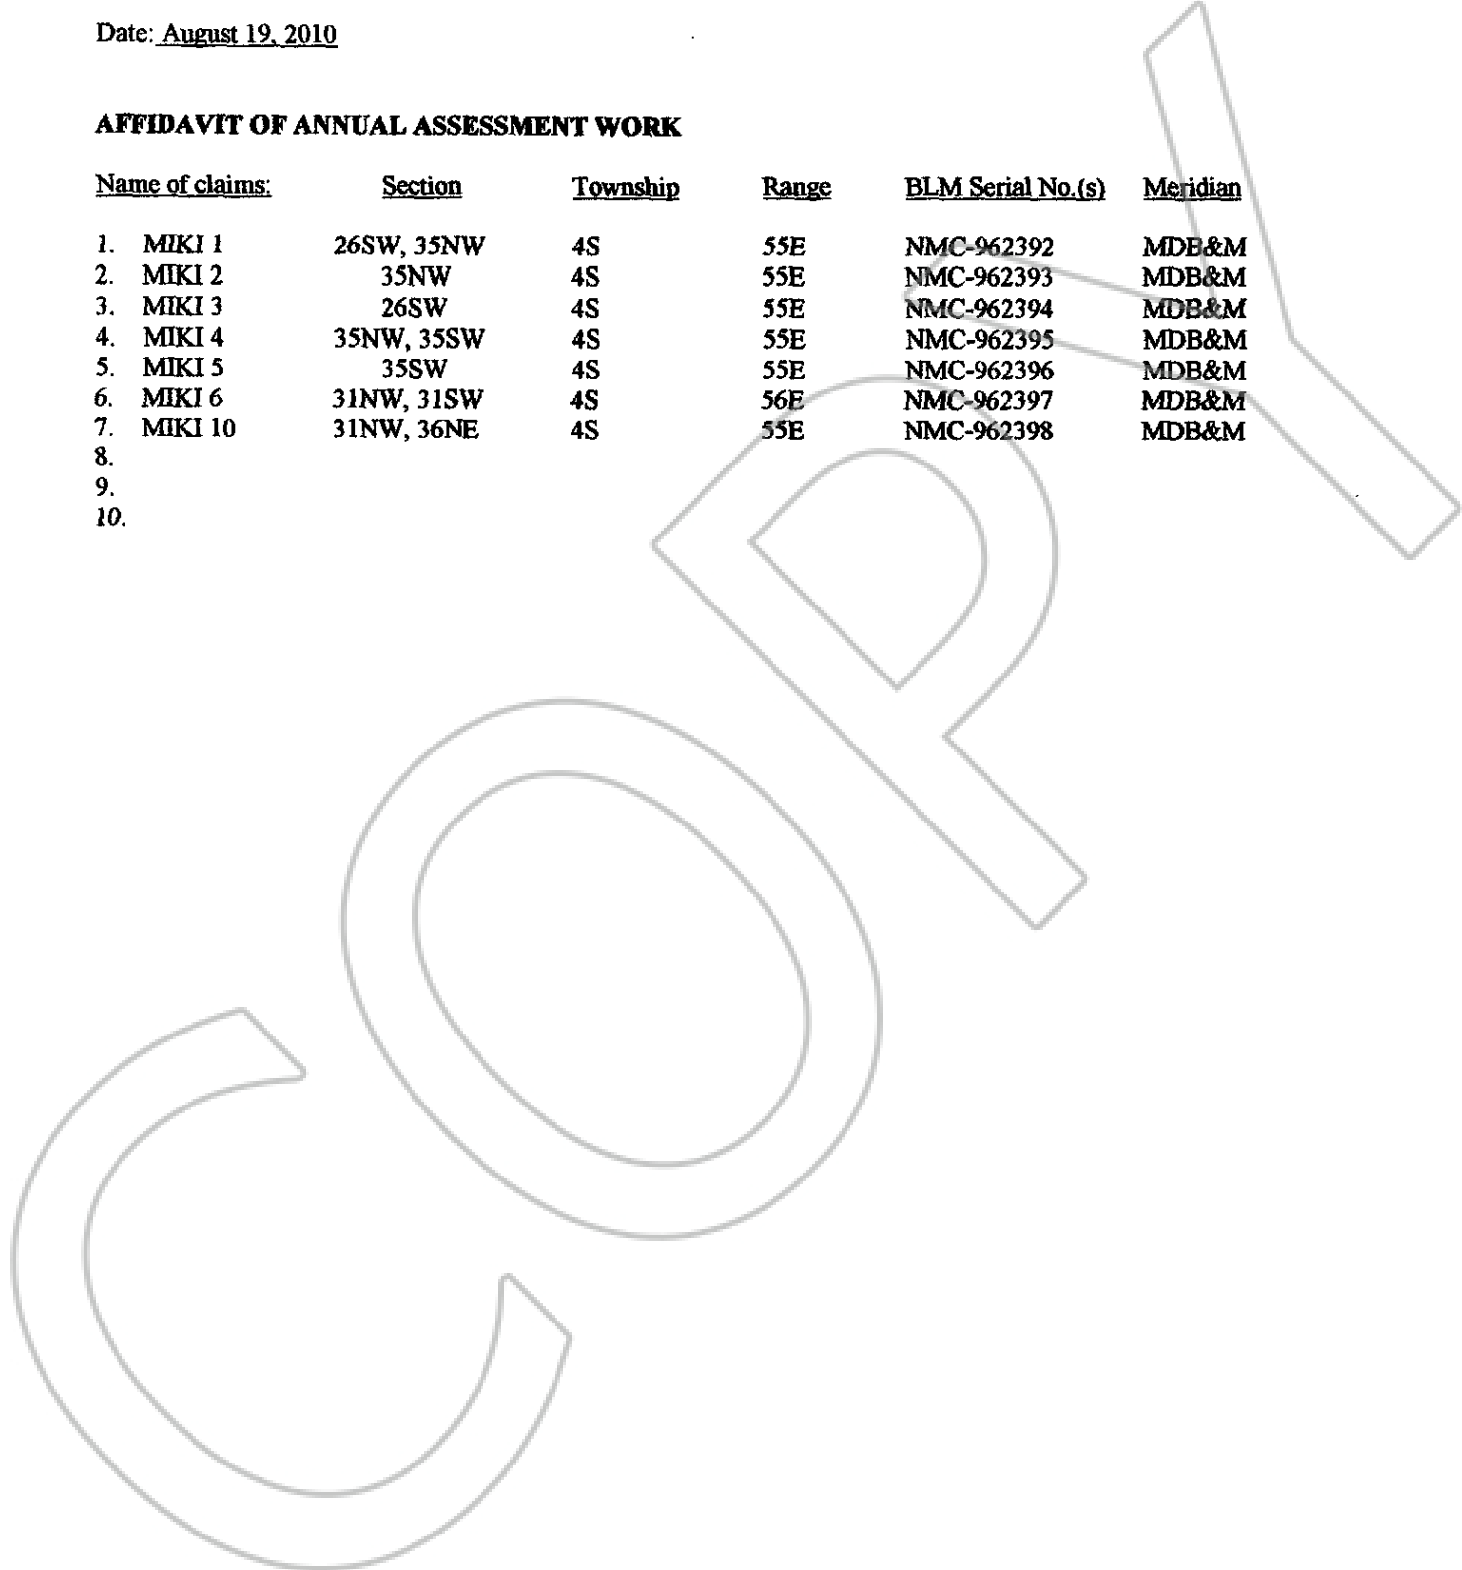 Date: August 19, 2010
AFFIDAVIT OF ANNUAL ASSESSMENT WORK
Name of claims: Section Township Range BLM Serial No.(s) Meridian
1. MIKI 1 26SW, 35NW 4S 55E NMC-962392 MDB&M
2. MIKI 2 35NW 4S 55E NMC-962393 MDB&M
3. MIKI 3 26SW 4S 55E NMC-962394 MDB&M
4. MIKI 4 35NW, 35SW 4S 55E NMC-962395 MDB&M
5. MIKI 5 35SW 4S 55E NMC-962396 MDB&M
6. MIKI 6 31NW, 31SW 4S 56E NMC-962397 MDB&M
7. MIKI 10 31NW, 36NE 4S 55E NMC-962398 MDB&M
8.
9.
10.
COPY